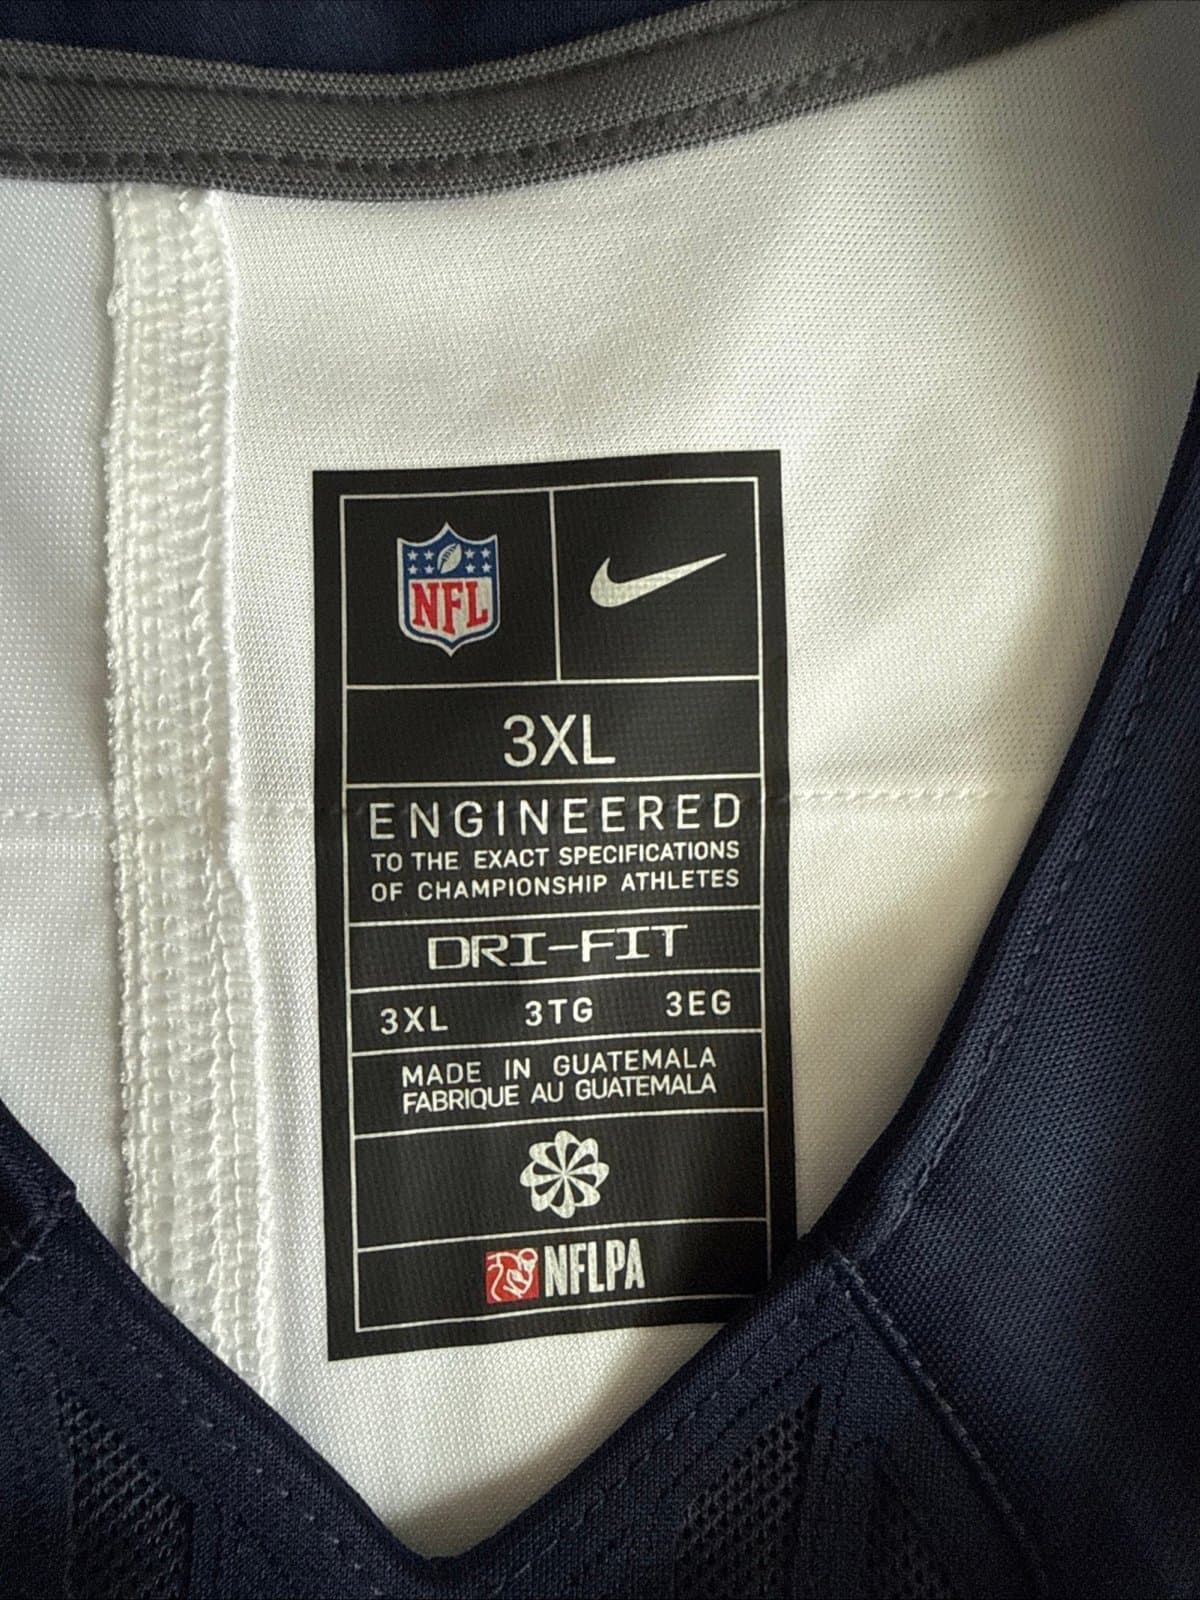 NFL
3XL
ENGINEERED
TO THE EXACT SPECIFICATIONS
OF CHAMPIONSHIP ATHLETES
DRI-FIT
3XL 3TG 3EG
MADE IN GUATEMALA
FABRIQUE AU GUATEMALA
NFLPA